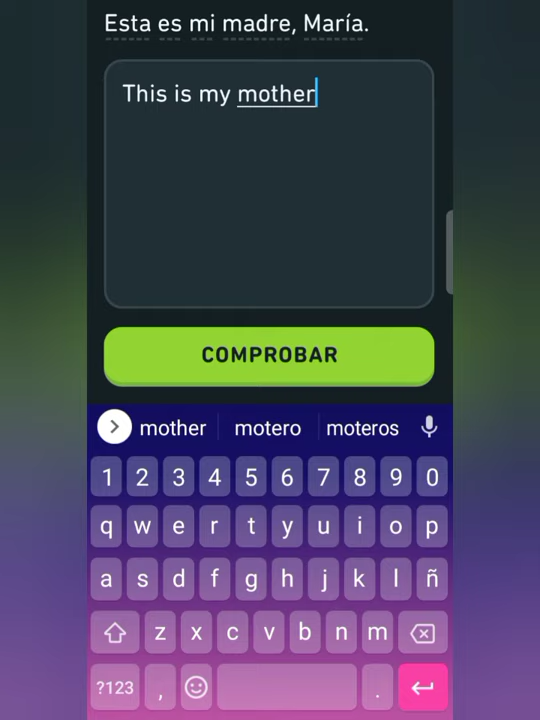 Esta es mi madre, María.
This is my mother
COMPROBAR
mother motero moteros
1 2 3 4 5 6 7 8 9 0
q w e r t y u i o p
a s d f g h j k l ñ
z x c v b n m
?123 , .